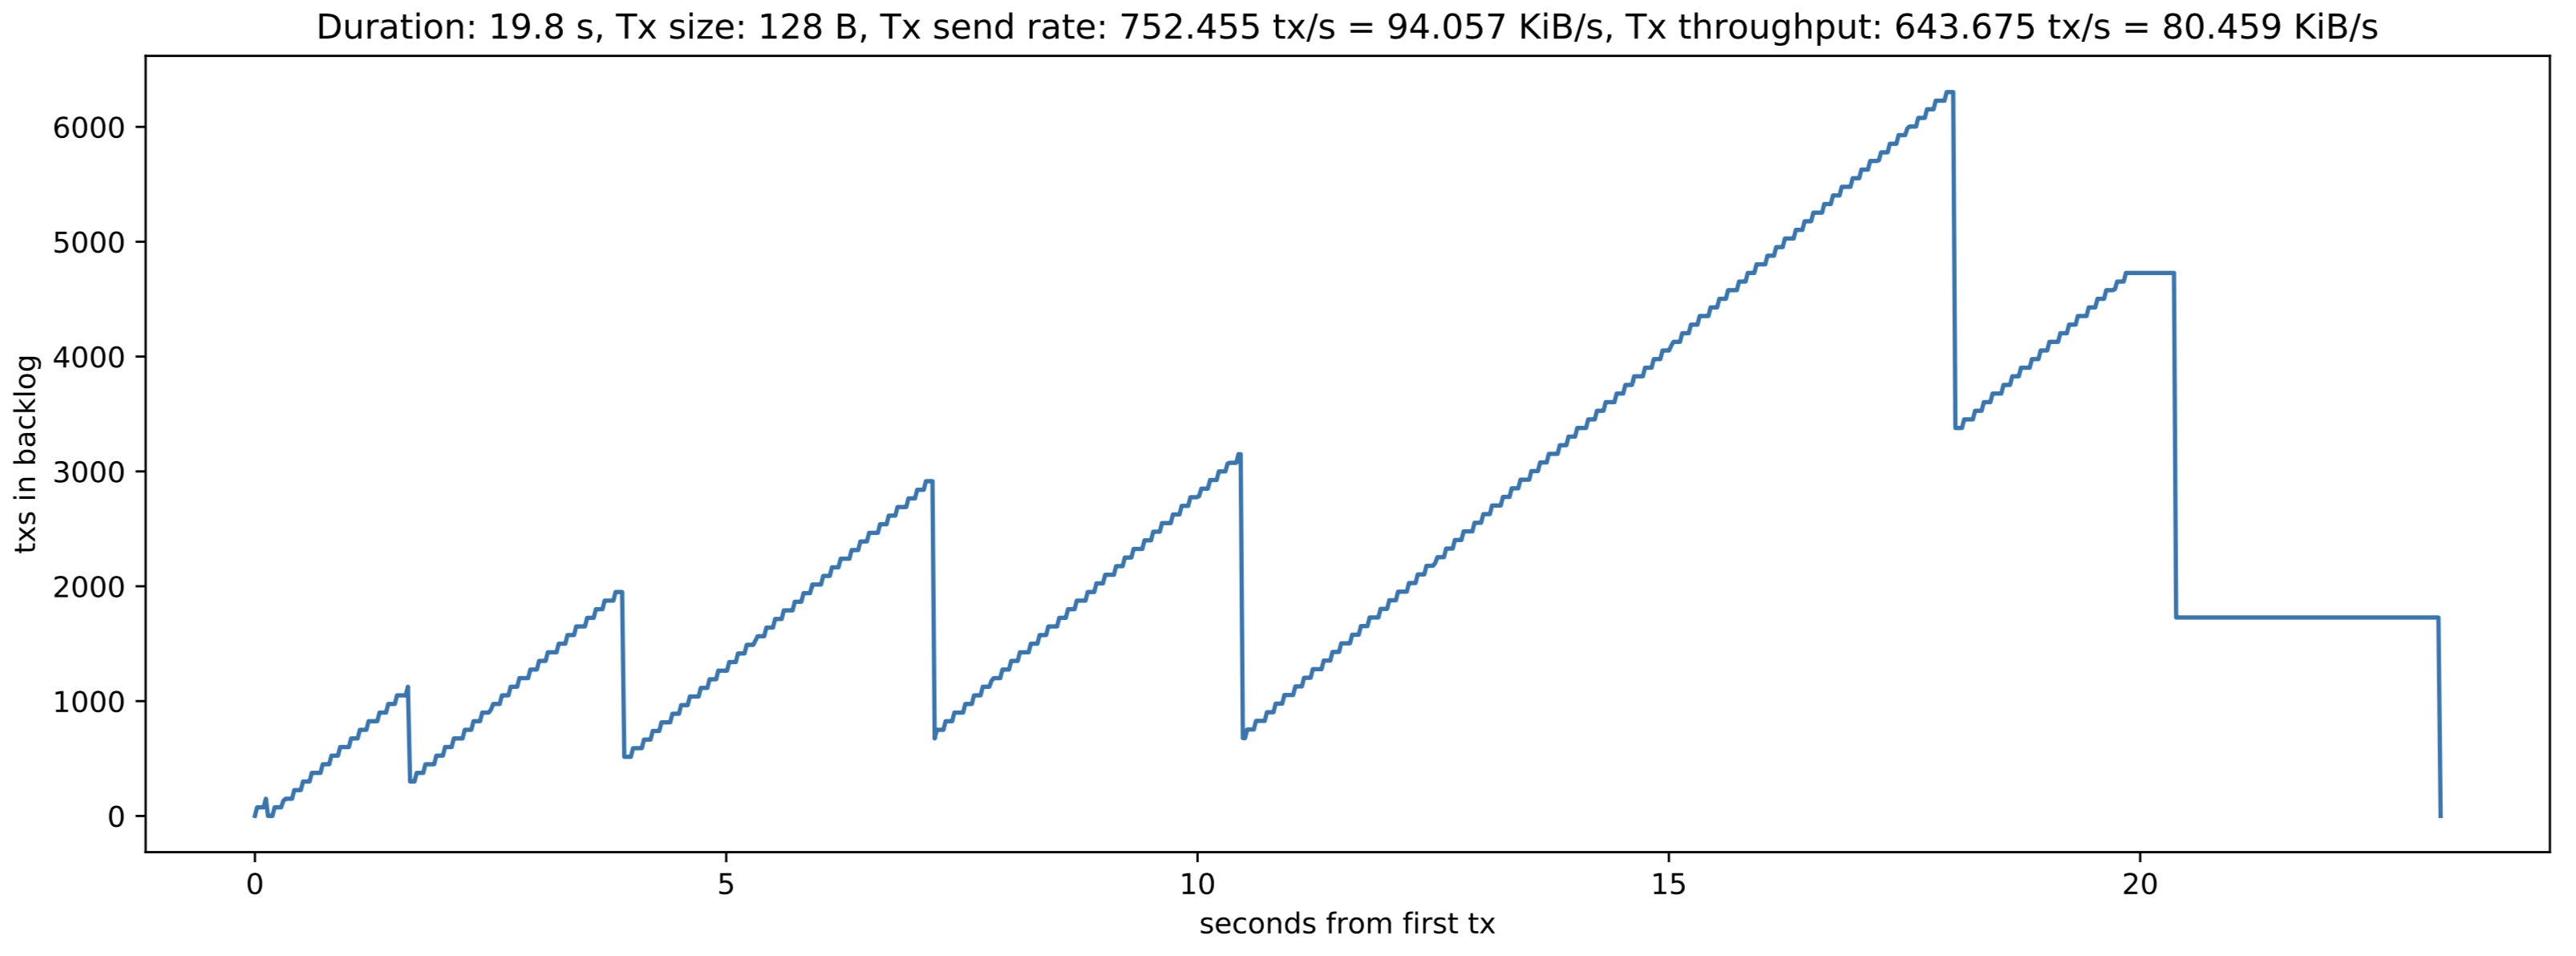 Duration: 19.8 s, Tx size: 128 B, Tx send rate: 752.455 tx/s = 94.057 KiB/s, Tx throughput: 643.675 tx/s = 80.459 KiB/s
txs in backlog
6000
5000
4000
3000
2000
1000
0
0 5 10 15 20
seconds from first tx